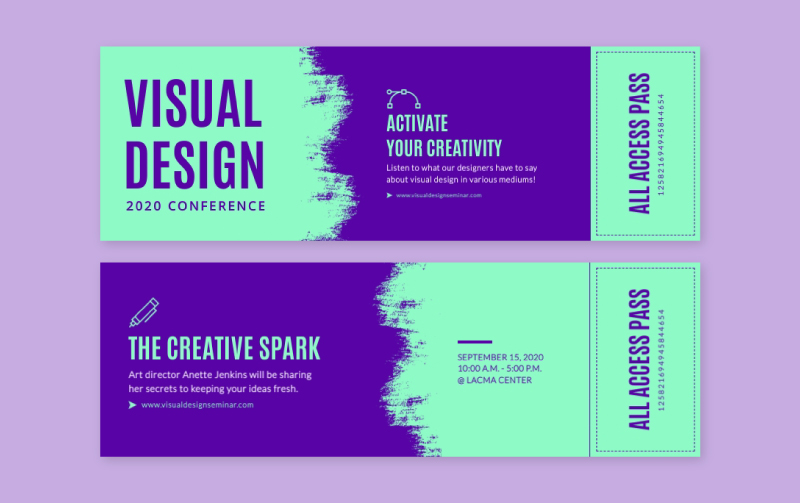 VISUAL
DESIGN
2020 CONFERENCE
ACTIVATE
YOUR CREATIVITY
Listen to what our designers have to say
about visual design in various mediums!
www.visualdesignseminar.com
ALL ACCESS PASS
125821694945844654
THE CREATIVE SPARK
Art director Anette Jenkins will be sharing
her secrets to keeping your ideas fresh.
www.visualdesignseminar.com
SEPTEMBER 15, 2020
10:00 A.M. - 5:00 P.M.
@ LACMA CENTER
ALL ACCESS PASS
125821694945844654